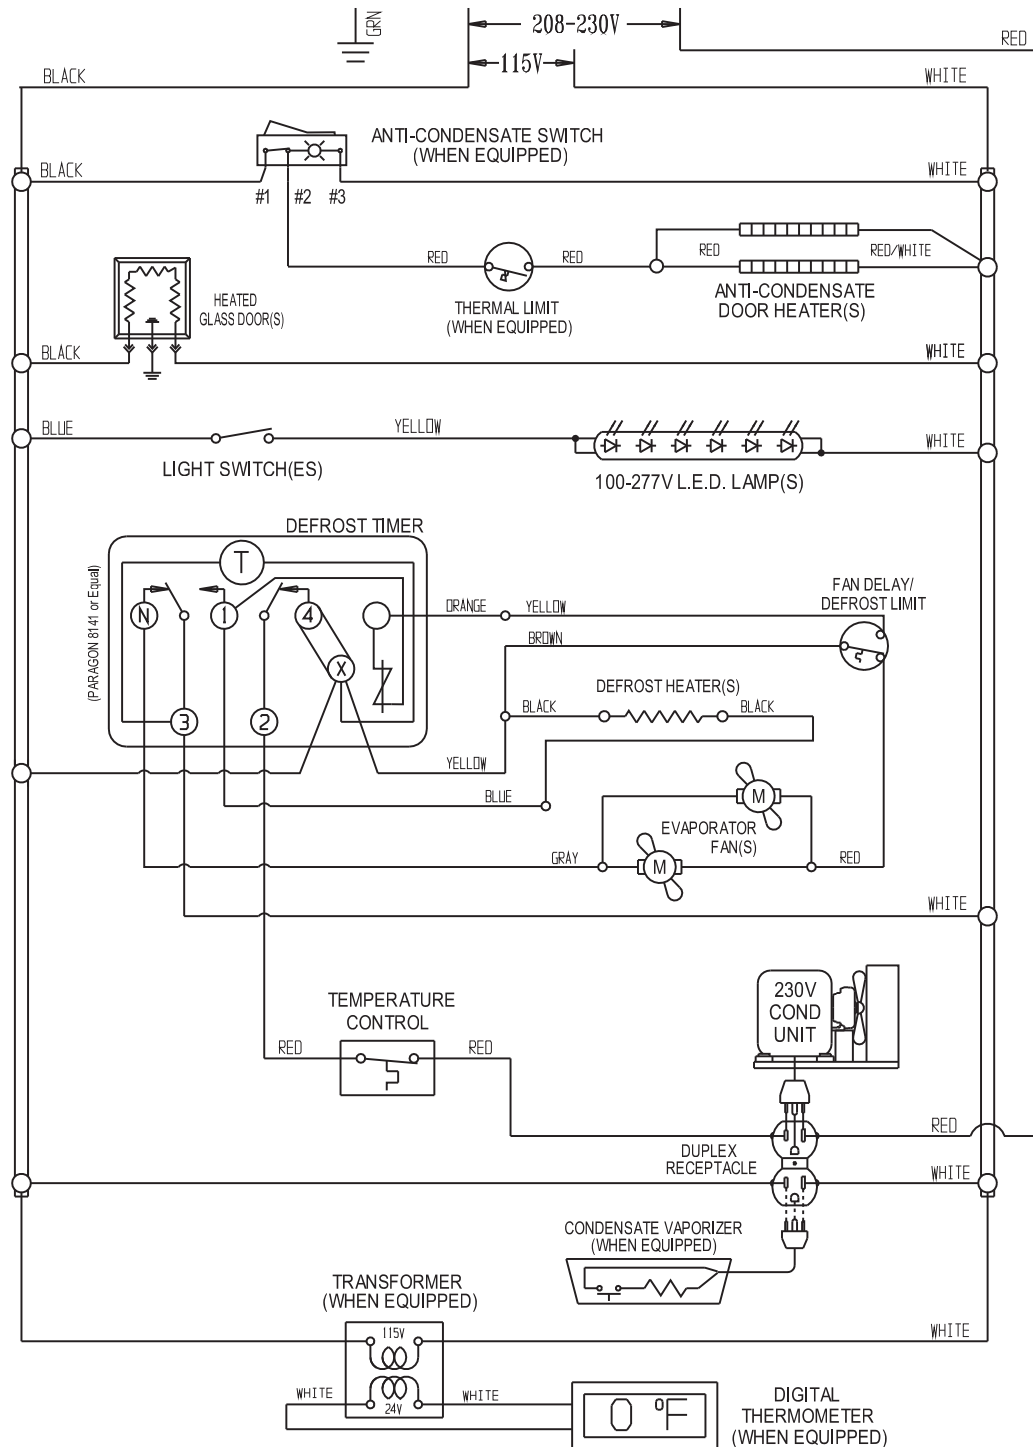 GRN
208-230V
RED
115V
BLACK
WHITE
ANTI-CONDENSATE SWITCH
(WHEN EQUIPPED)
BLACK
WHITE
#1
#2
#3
RED
RED
RED
RED/WHITE
HEATED
GLASS DOOR(S)
THERMAL LIMIT
(WHEN EQUIPPED)
ANTI-CONDENSATE
DOOR HEATER(S)
BLACK
WHITE
BLUE
YELLOW
WHITE
LIGHT SWITCH(ES)
100-277V L.E.D. LAMP(S)
DEFROST TIMER
(PARAGON 8141 or Equal)
T
N
1
4
X
3
2
ORANGE
YELLOW
FAN DELAY/
DEFROST LIMIT
BROWN
DEFROST HEATER(S)
BLACK
BLACK
YELLOW
BLUE
M
EVAPORATOR
FAN(S)
GRAY
M
RED
WHITE
TEMPERATURE
CONTROL
RED
RED
230V
COND
UNIT
RED
DUPLEX
RECEPTACLE
WHITE
CONDENSATE VAPORIZER
(WHEN EQUIPPED)
TRANSFORMER
(WHEN EQUIPPED)
115V
WHITE
WHITE
24V
WHITE
0 °F
DIGITAL
THERMOMETER
(WHEN EQUIPPED)